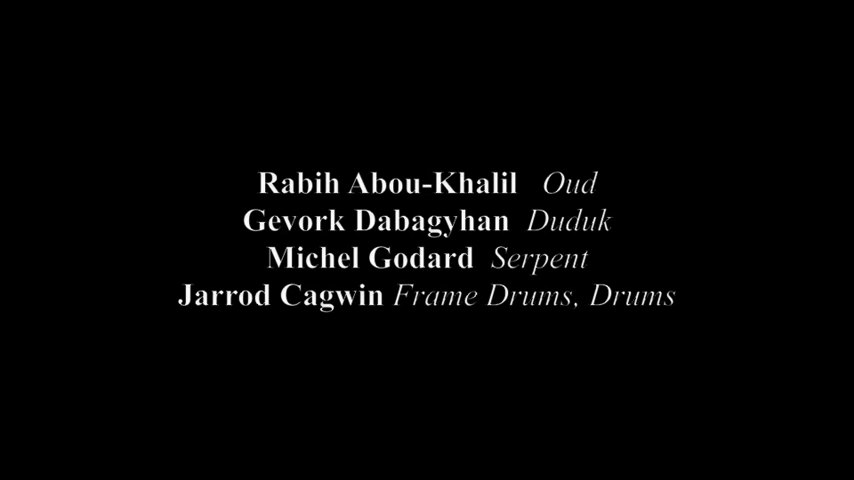 Rabih Abou-Khalil Oud
Gevork Dabagyhan Duduk
Michel Godard Serpent
Jarrod Cagwin Frame Drums, Drums